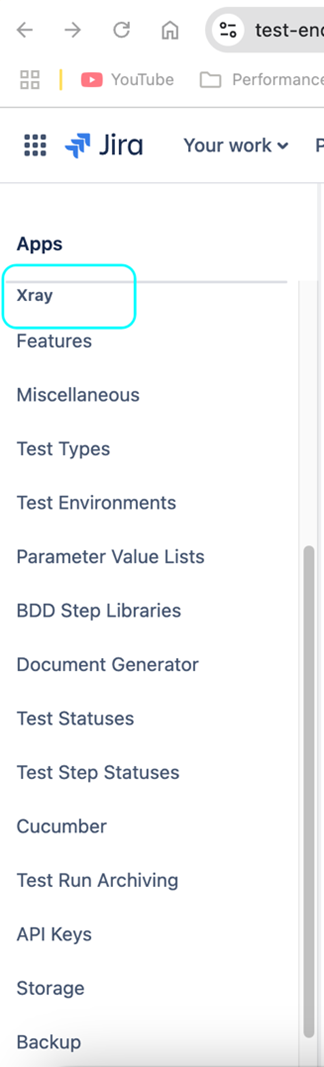 test-end
YouTube Performance
Jira Your work P
Apps
Xray
Features
Miscellaneous
Test Types
Test Environments
Parameter Value Lists
BDD Step Libraries
Document Generator
Test Statuses
Test Step Statuses
Cucumber
Test Run Archiving
API Keys
Storage
Backup